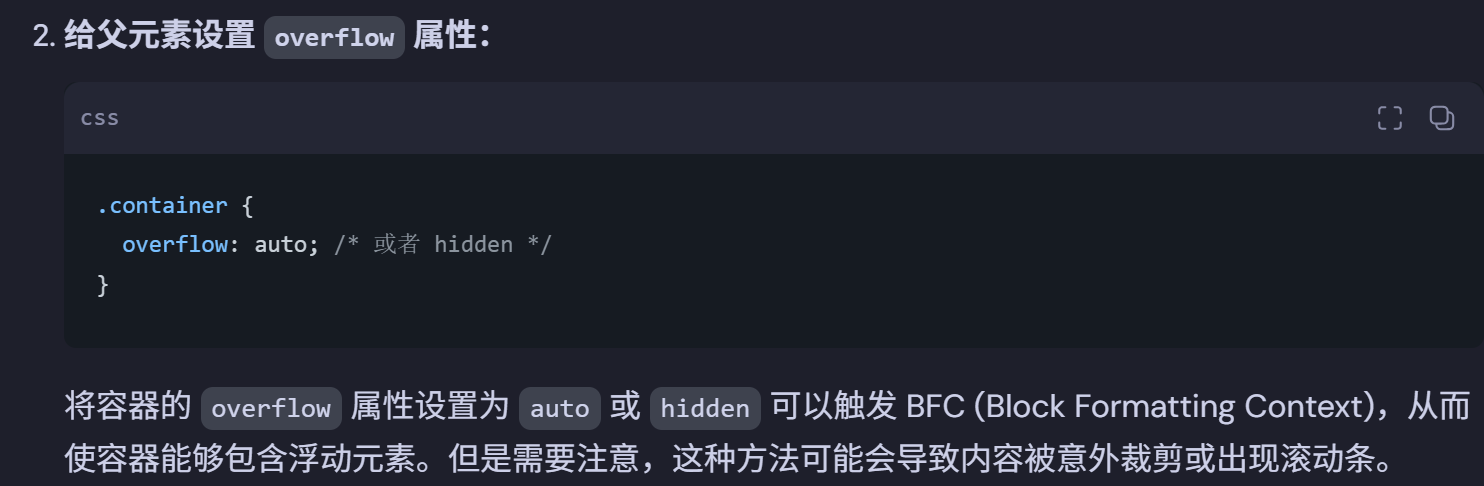 2. 给父元素设置 overflow 属性：
css
.container {
  overflow: auto; /* 或者 hidden */
}
将容器的 overflow 属性设置为 auto 或 hidden 可以触发 BFC (Block Formatting Context)，从而
使容器能够包含浮动元素。但是需要注意，这种方法可能会导致内容被意外裁剪或出现滚动条。